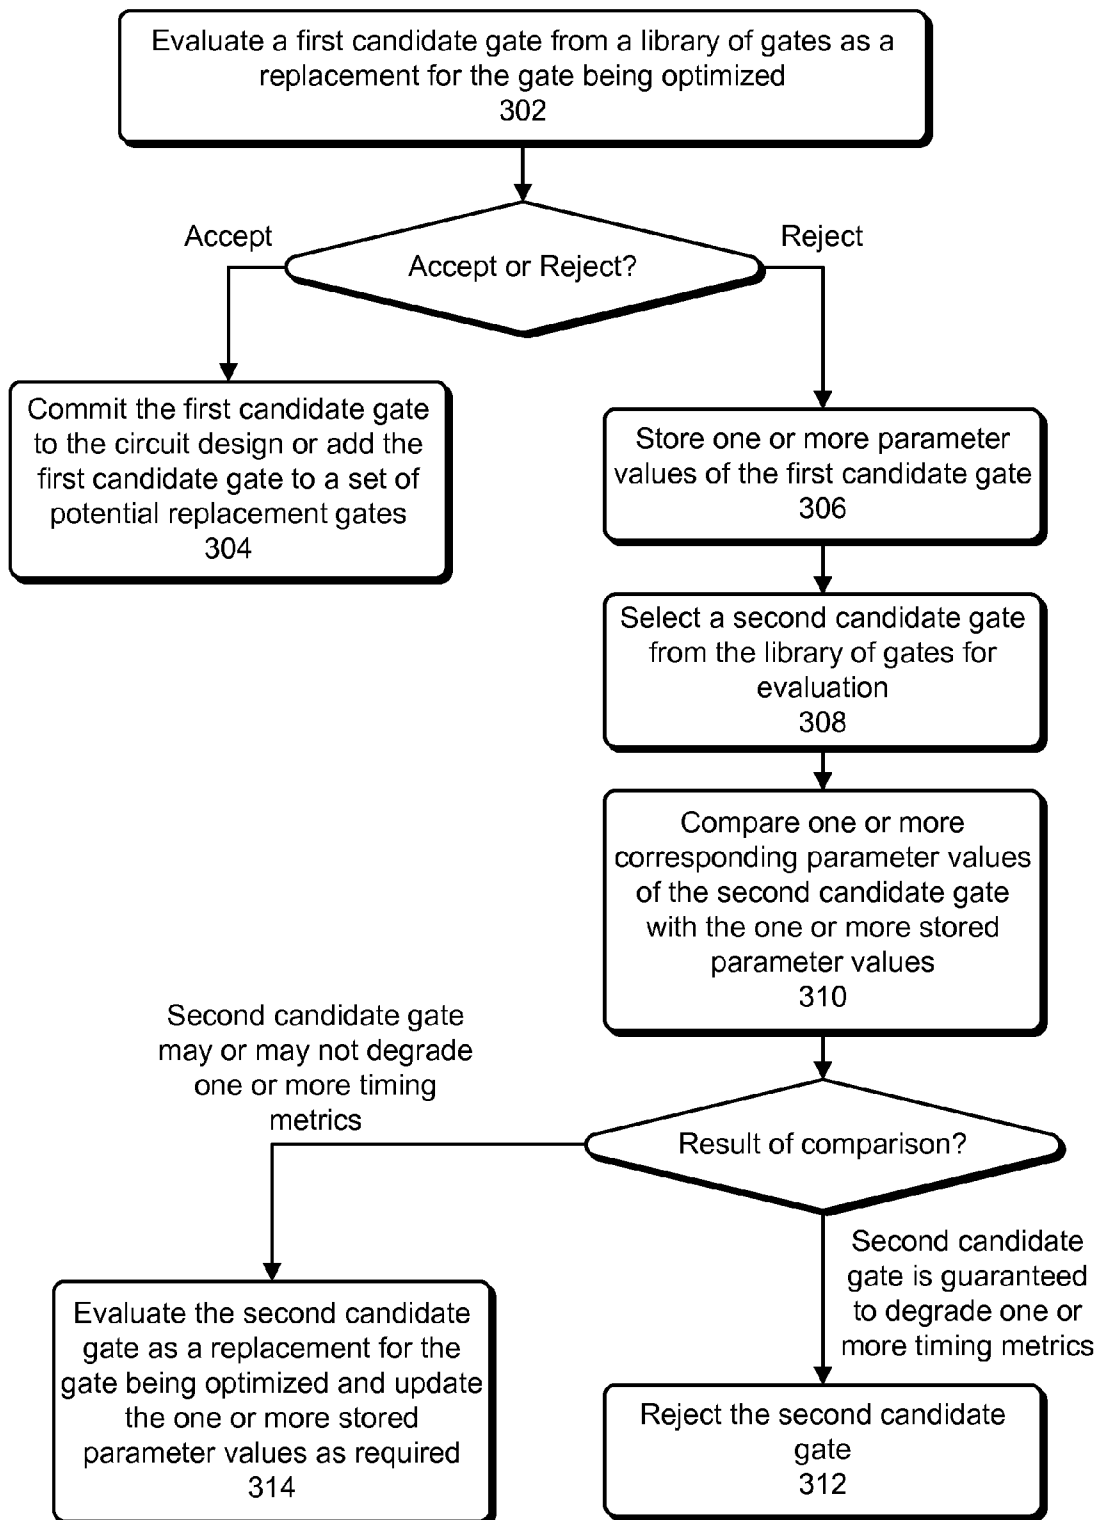 Evaluate a first candidate gate from a library of gates as a
replacement for the gate being optimized
302
Accept
Reject
Accept or Reject?
Commit the first candidate gate
to the circuit design or add the
first candidate gate to a set of
potential replacement gates
304
Store one or more parameter
values of the first candidate gate
306
Select a second candidate gate
from the library of gates for
evaluation
308
Compare one or more
corresponding parameter values
of the second candidate gate
with the one or more stored
parameter values
310
Second candidate gate
may or may not degrade
one or more timing
metrics
Result of comparison?
Second candidate
gate is guaranteed
to degrade one or
more timing metrics
Evaluate the second candidate
gate as a replacement for the
gate being optimized and update
the one or more stored
parameter values as required
314
Reject the second candidate
gate
312